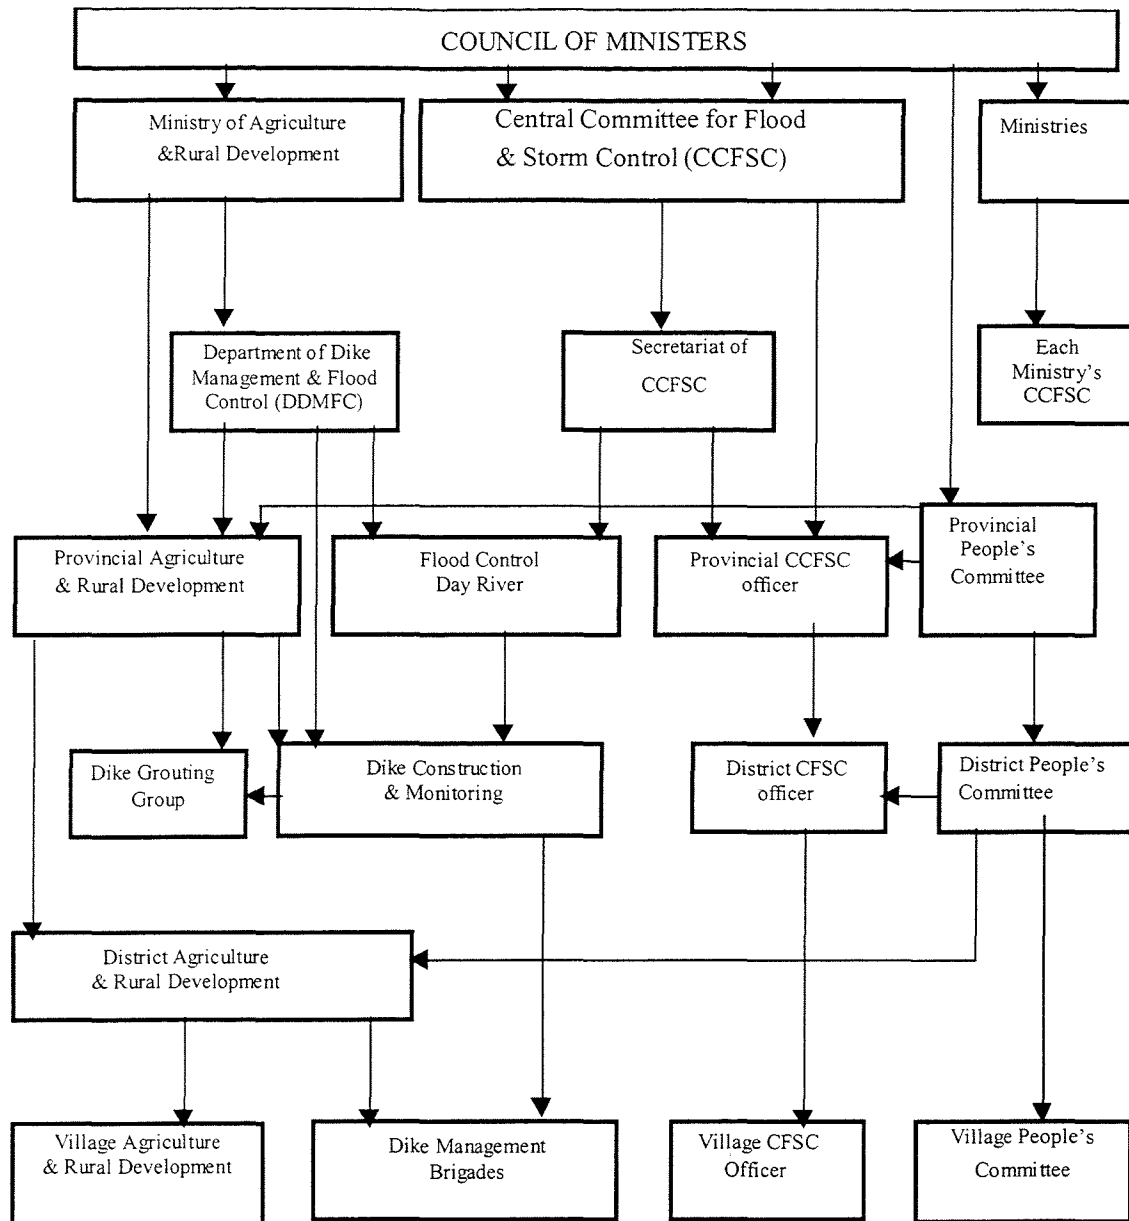 COUNCIL OF MINISTERS
Ministry of Agriculture
&Rural Development
Central Committee for Flood
& Storm Control (CCFSC)
Ministries
Department of Dike
Management & Flood
Control (DDMFC)
Secretariat of
CCFSC
Each
Ministry's
CCFSC
Provincial Agriculture
& Rural Development
Flood Control
Day River
Provincial CCFSC
officer
Provincial
People's
Committee
Dike Grouting
Group
Dike Construction
& Monitoring
District CFSC
officer
District People's
Committee
District Agriculture
& Rural Development
Village Agriculture
& Rural Development
Dike Management
Brigades
Village CFSC
Officer
Village People's
Committee